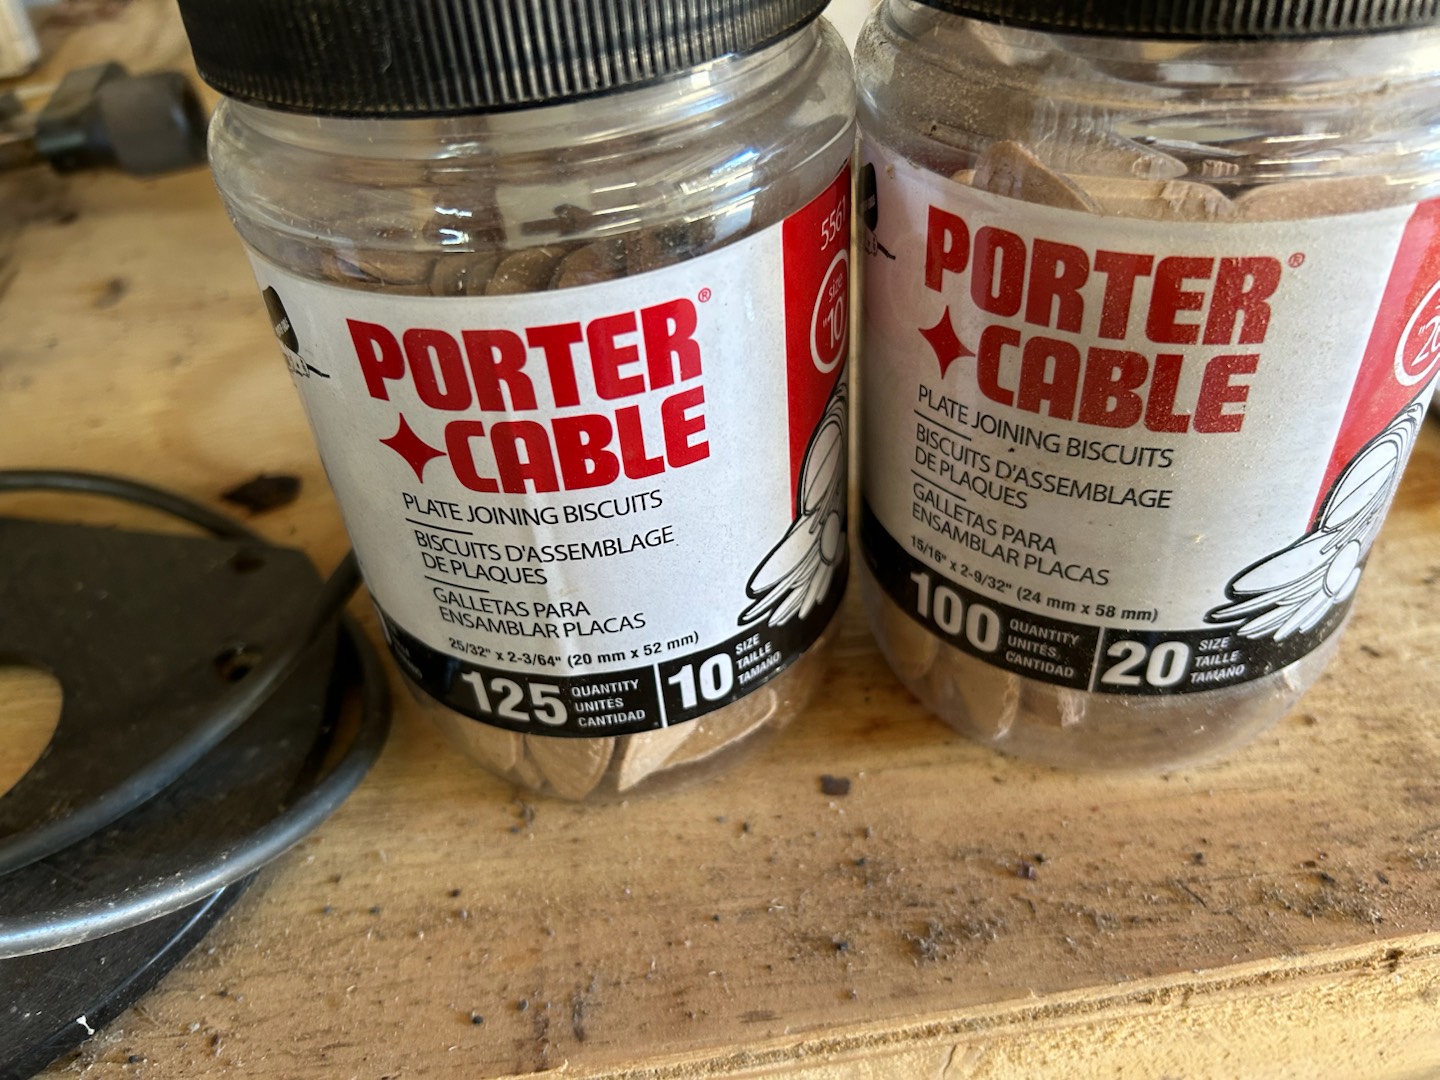 PORTER®
CABLE
PLATE JOINING BISCUITS
BISCUITS D'ASSEMBLAGE
DE PLAQUES
GALLETAS PARA
ENSAMBLAR PLACAS
25/32" x 2-3/64" (20 mm x 52 mm)
125 QUANTITY
UNITÉS
CANTIDAD
10 SIZE
TAILLE
TAMAÑO
5561
size
"10"
PORTER®
CABLE
PLATE JOINING BISCUITS
BISCUITS D'ASSEMBLAGE
DE PLAQUES
GALLETAS PARA
ENSAMBLAR PLACAS
15/16" x 2-9/32" (24 mm x 58 mm)
100 QUANTITY
UNITÉS
CANTIDAD
20 SIZE
TAILLE
TAMAÑO